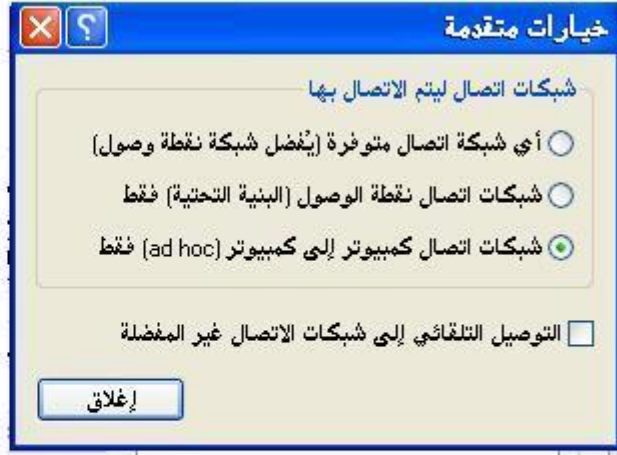 خيارات متقدمة
شبكات اتصال ليتم الاتصال بها
أي شبكة اتصال متوفرة (يُفضل شبكة نقطة وصول)
شبكات اتصال نقطة الوصول (البنية التحتية) فقط
شبكات اتصال كمبيوتر إلى كمبيوتر (ad hoc) فقط
التوصيل التلقائي إلى شبكات الاتصال غير المفضلة
إغلاق